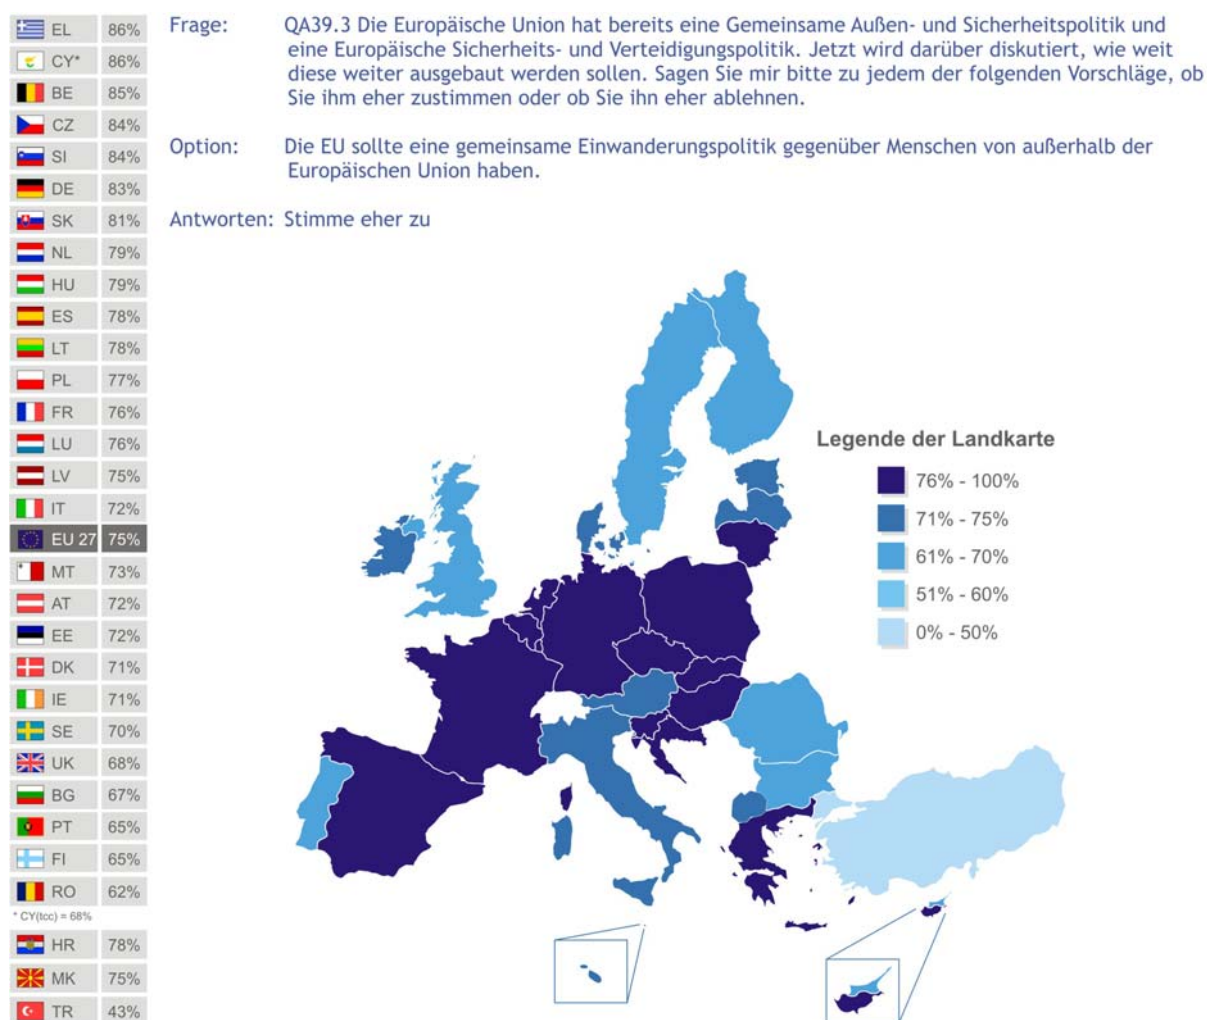 EL 86%
CY* 86%
BE 85%
CZ 84%
SI 84%
DE 83%
SK 81%
NL 79%
HU 79%
ES 78%
LT 78%
PL 77%
FR 76%
LU 76%
LV 75%
IT 72%
EU 27 75%
MT 73%
AT 72%
EE 72%
DK 71%
IE 71%
SE 70%
UK 68%
BG 67%
PT 65%
FI 65%
RO 62%
* CY(tcc) = 68%
HR 78%
MK 75%
TR 43%
Frage: QA39.3 Die Europäische Union hat bereits eine Gemeinsame Außen- und Sicherheitspolitik und
eine Europäische Sicherheits- und Verteidigungspolitik. Jetzt wird darüber diskutiert, wie weit
diese weiter ausgebaut werden sollen. Sagen Sie mir bitte zu jedem der folgenden Vorschläge, ob
Sie ihm eher zustimmen oder ob Sie ihn eher ablehnen.
Option: Die EU sollte eine gemeinsame Einwanderungspolitik gegenüber Menschen von außerhalb der
Europäischen Union haben.
Antworten: Stimme eher zu
Legende der Landkarte
76% - 100%
71% - 75%
61% - 70%
51% - 60%
0% - 50%